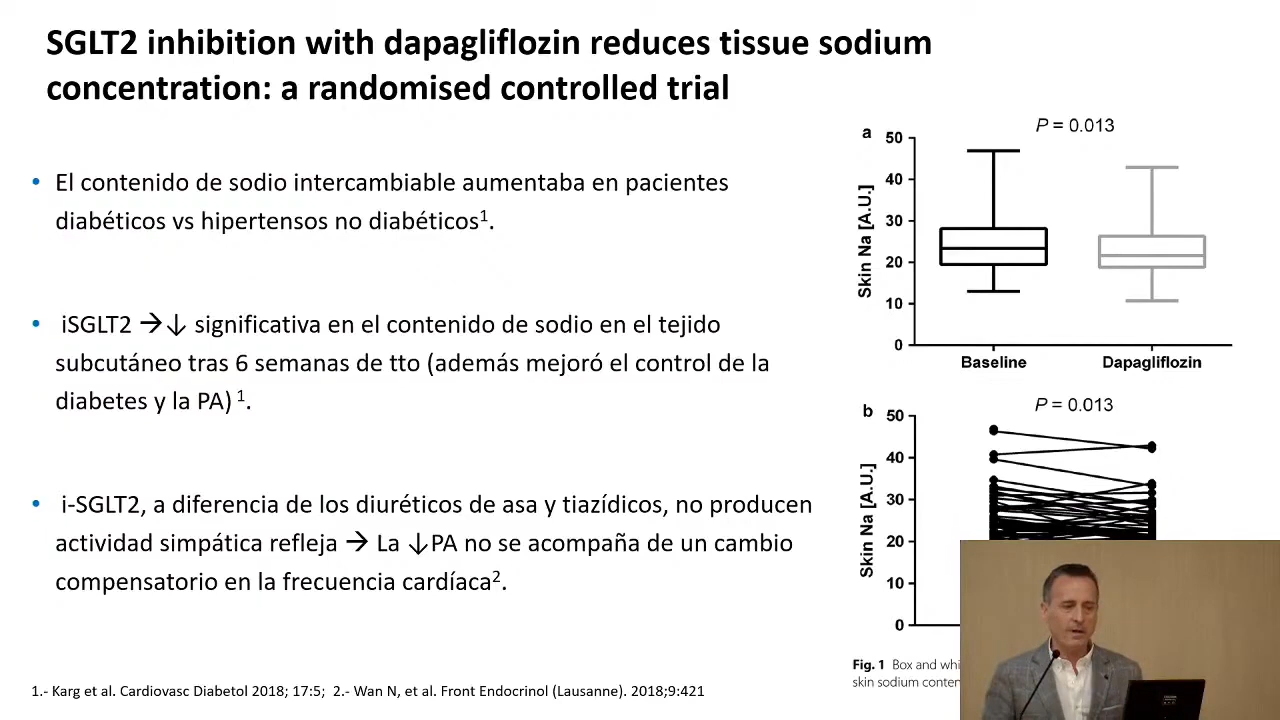 SGLT2 inhibition with dapagliflozin reduces tissue sodium
concentration: a randomised controlled trial
• El contenido de sodio intercambiable aumentaba en pacientes
diabéticos vs hipertensos no diabéticos¹.
• iSGLT2 →↓ significativa en el contenido de sodio en el tejido
subcutáneo tras 6 semanas de tto (además mejoró el control de la
diabetes y la PA) ¹.
• i-SGLT2, a diferencia de los diuréticos de asa y tiazídicos, no producen
actividad simpática refleja → La ↓PA no se acompaña de un cambio
compensatorio en la frecuencia cardíaca².
1.- Karg et al. Cardiovasc Diabetol 2018; 17:5; 2.- Wan N, et al. Front Endocrinol (Lausanne). 2018;9:421
a
P = 0.013
Skin Na [A.U.]
50
40
30
20
10
0
Baseline Dapagliflozin
b
P = 0.013
Skin Na [A.U.]
50
40
30
20
10
0
Fig. 1 Box and whi
skin sodium conten